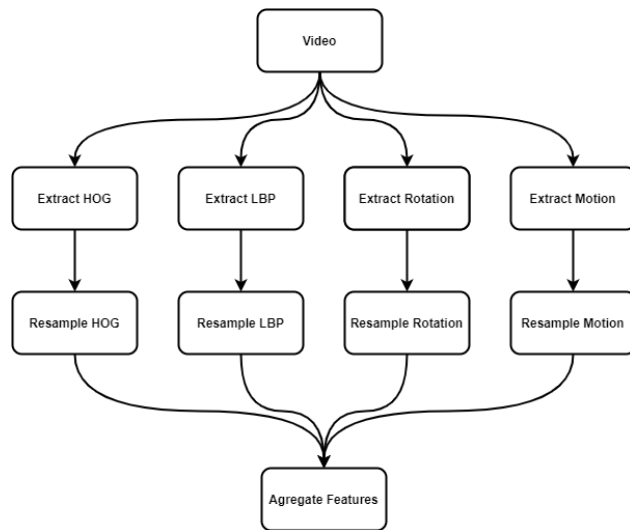 Video
Extract HOG
Extract LBP
Extract Rotation
Extract Motion
Resample HOG
Resample LBP
Resample Rotation
Resample Motion
Agregate Features